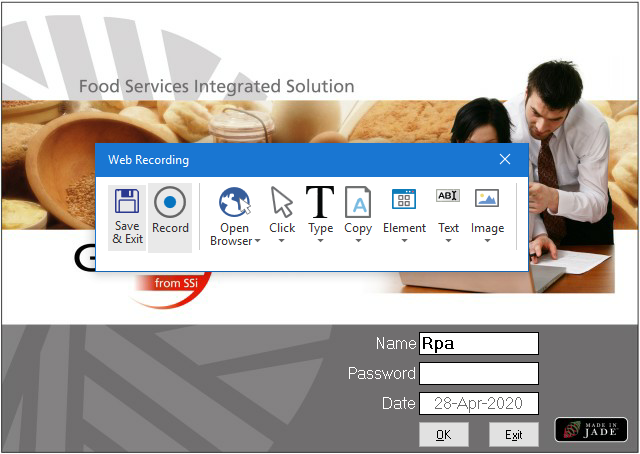 Food Services Integrated Solution
Web Recording
Save & Exit
Record
Open Browser
Click
Type
Copy
Element
Text
Image
T
A
ABI
G
from SSi
Name Rpa
Password
Date 28-Apr-2020
OK
Exit
MADE IN
JADE